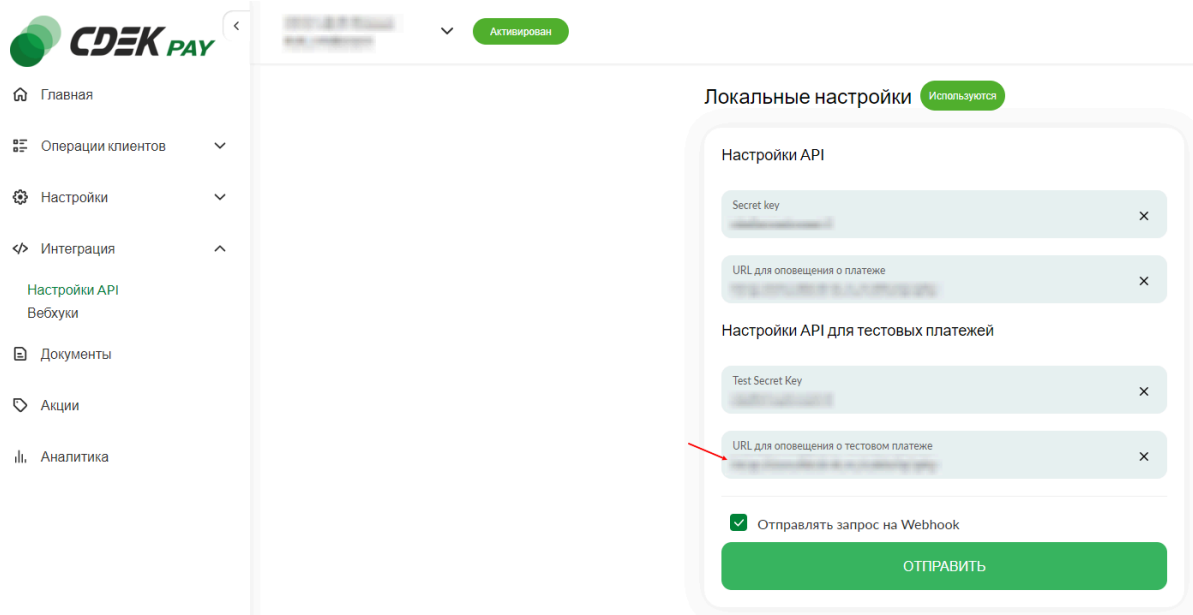 CDEK PAY
Активирован
Главная
Операции клиентов
Настройки
Интеграция
Настройки API
Вебхуки
Документы
Акции
Аналитика
Локальные настройки
Используются
Настройки API
Secret key
URL для оповещения о платеже
Настройки API для тестовых платежей
Test Secret Key
URL для оповещения о тестовом платеже
Отправлять запрос на Webhook
ОТПРАВИТЬ